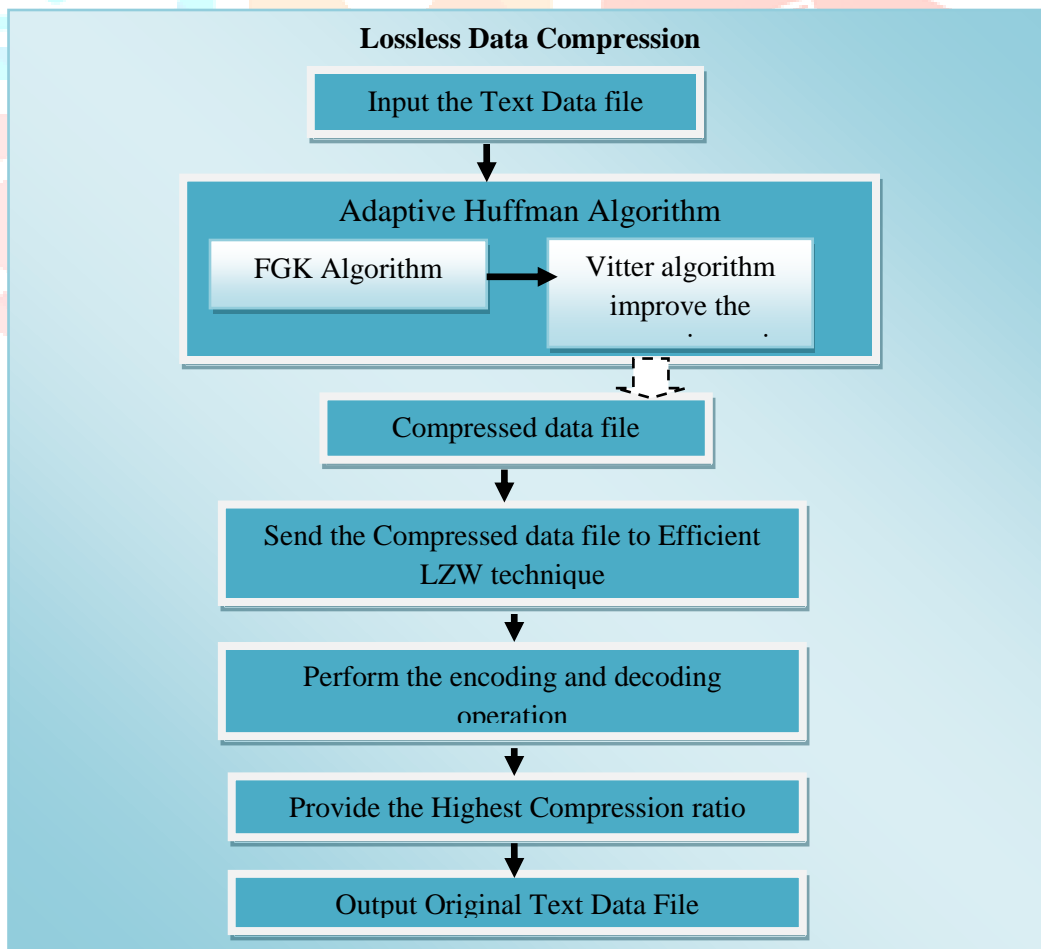 Lossless Data Compression
Input the Text Data file
Adaptive Huffman Algorithm
FGK Algorithm
Vitter algorithm
improve the
Compressed data file
Send the Compressed data file to Efficient
LZW technique
Perform the encoding and decoding
operation
Provide the Highest Compression ratio
Output Original Text Data File